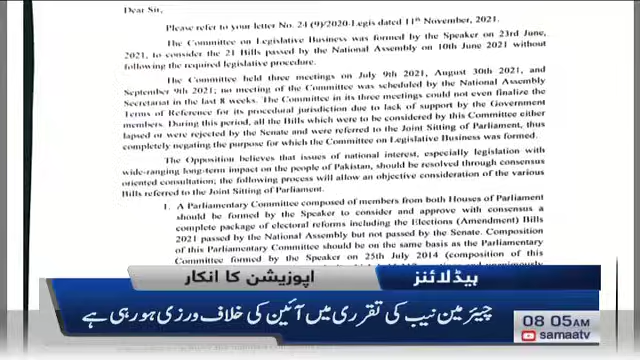 Dear Sir,
Please refer to your letter No. 24 (9)/2020-Legis dated 11th November, 2021.
The Committee on Legislative Business was formed by the Speaker on 23rd June,
2021, to consider the 21 Bills passed by the National Assembly on 10th June 2021 without
following the required legislative procedure.
The Committee held three meetings on July 9th 2021, August 30th 2021, and
September 9th 2021; no meeting of the Committee was scheduled by the National Assembly
Secretariat in the last 8 weeks. The Committee in its three meetings could not even finalize the
Terms of Reference for its procedural jurisdiction due to lack of support by the Government
members. During this period, all the Bills which were to be considered by this Committee either
lapsed or were rejected by the Senate and were referred to the Joint Sitting of Parliament, thus
completely negating the purpose for which the Committee on Legislative Business was formed.
The Opposition believes that issues of national interest, especially legislation with
wide-ranging long-term impact on the people of Pakistan, should be resolved through consensus
oriented consultation; the following process will allow an objective consideration of the various
Bills referred to the Joint Sitting of Parliament.
1. A Parliamentary Committee composed of members from both Houses of Parliament
should be formed by the Speaker to consider and approve with consensus a
complete package of electoral reforms including the Elections (Amendment) Bills
2021 passed by the National Assembly but not passed by the Senate. Composition
of this Parliamentary Committee should be on the same basis as the Parliamentary
Committee formed by the Speaker on 25th July 2014 (composition of this
ہیڈلائنز
اپوزیشن کا انکار
چیئرمین نیب کی تقرری میں آئین کی خلاف ورزی ہو رہی ہے
08 05AM
samaatv